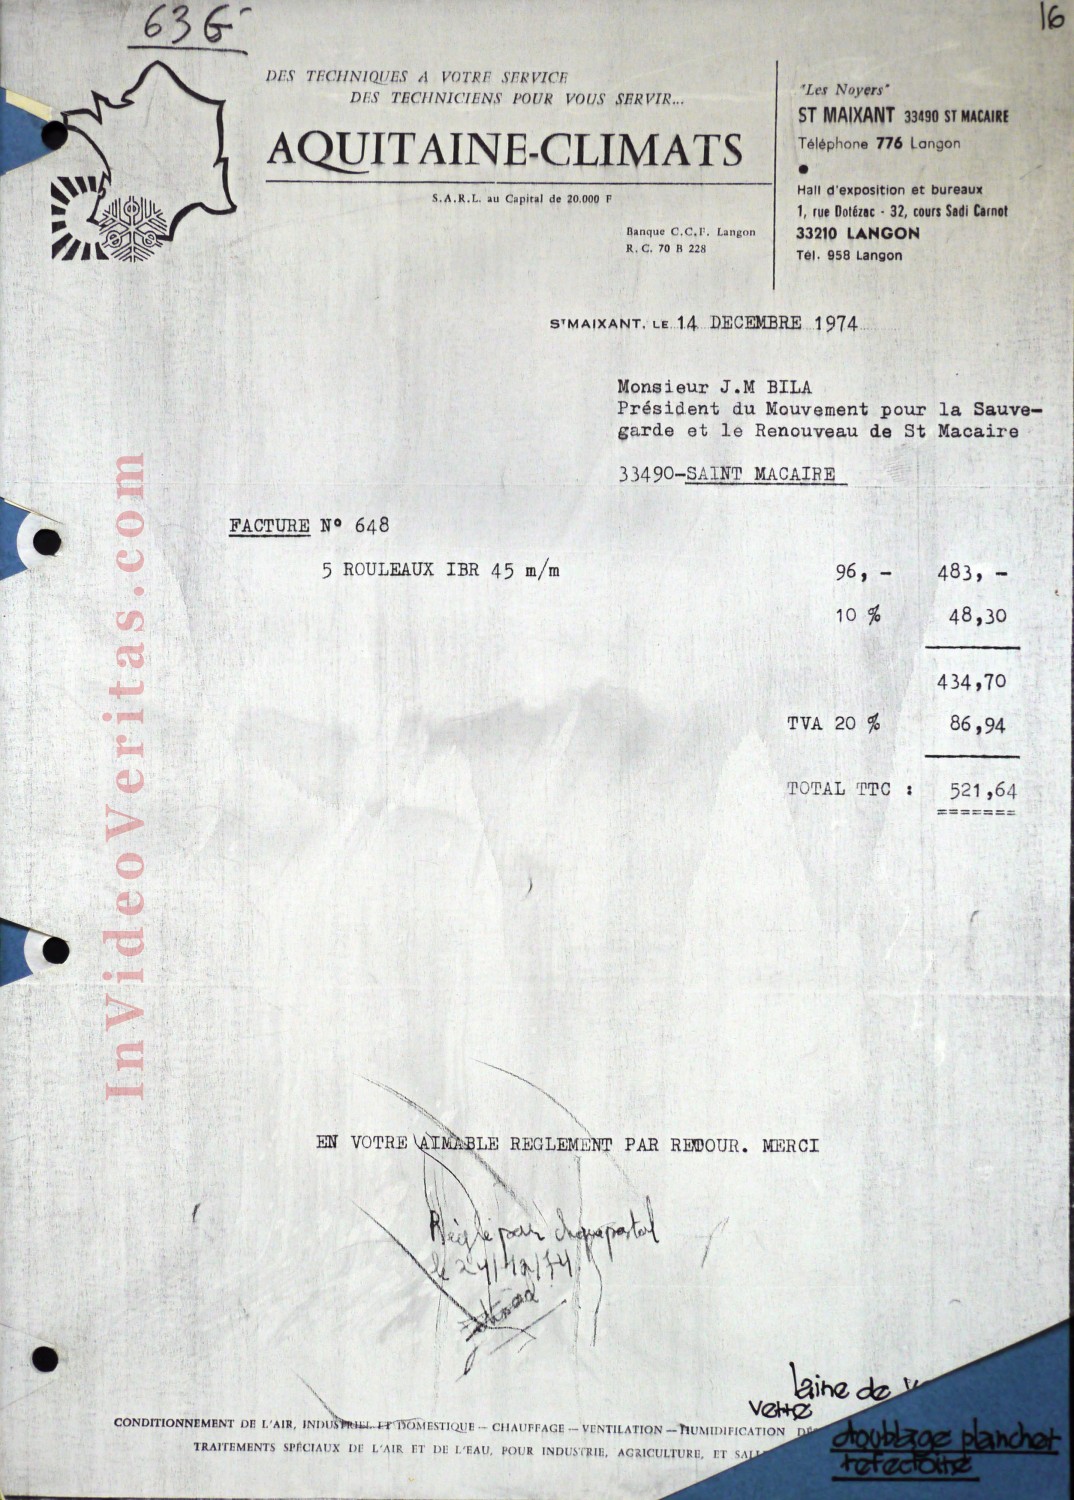 63 G
16
DES TECHNIQUES A VOTRE SERVICE
DES TECHNICIENS POUR VOUS SERVIR...
AQUITAINE-CLIMATS
S.A.R.L. au Capital de 20.000 F
Banque C.C.F. Langon
R.C. 70 B 228
"Les Noyers"
ST MAIXANT 33490 ST MACAIRE
Téléphone 776 Langon
Hall d'exposition et bureaux
1, rue Dotézac - 32, cours Sadi Carnot
33210 LANGON
Tél. 958 Langon
ST MAIXANT, LE 14 DECEMBRE 1974
Monsieur J.M BILA
Président du Mouvement pour la Sauve-
garde et le Renouveau de St Macaire
33490-SAINT MACAIRE
FACTURE N° 648
5 ROULEAUX IBR 45 m/m 96,- 483,-
10 % 48,30
434,70
TVA 20 % 86,94
TOTAL TTC : 521,64
=======
InVideoVeritas.com
EN VOTRE AIMABLE REGLEMENT PAR RETOUR. MERCI
Réglé par chèque postal
le 24/12/74
laine de
verre
doublage plancher
refectoire
CONDITIONNEMENT DE L'AIR, INDUSTRIEL ET DOMESTIQUE — CHAUFFAGE — VENTILATION — HUMIDIFICATION
TRAITEMENTS SPÉCIAUX DE L'AIR ET DE L'EAU, POUR INDUSTRIE, AGRICULTURE, ET